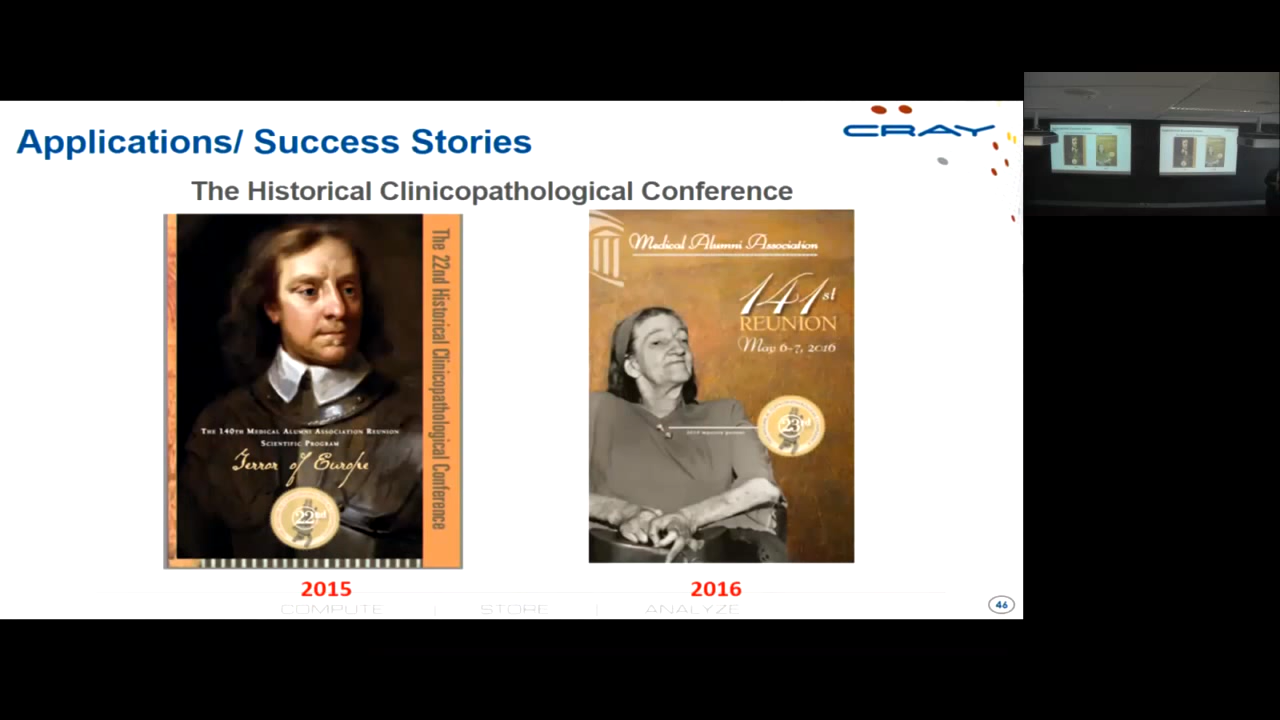 Applications/ Success Stories
CRAY
The Historical Clinicopathological Conference
The 22nd Historical Clinicopathological Conference
THE 140TH MEDICAL ALUMNI ASSOCIATION REUNION
SCIENTIFIC PROGRAM
Terror of Europe
22nd
Medical Alumni Association
141st
REUNION
May 6-7, 2016
23rd
2015
2016
COMPUTE | STORE | ANALYZE
46